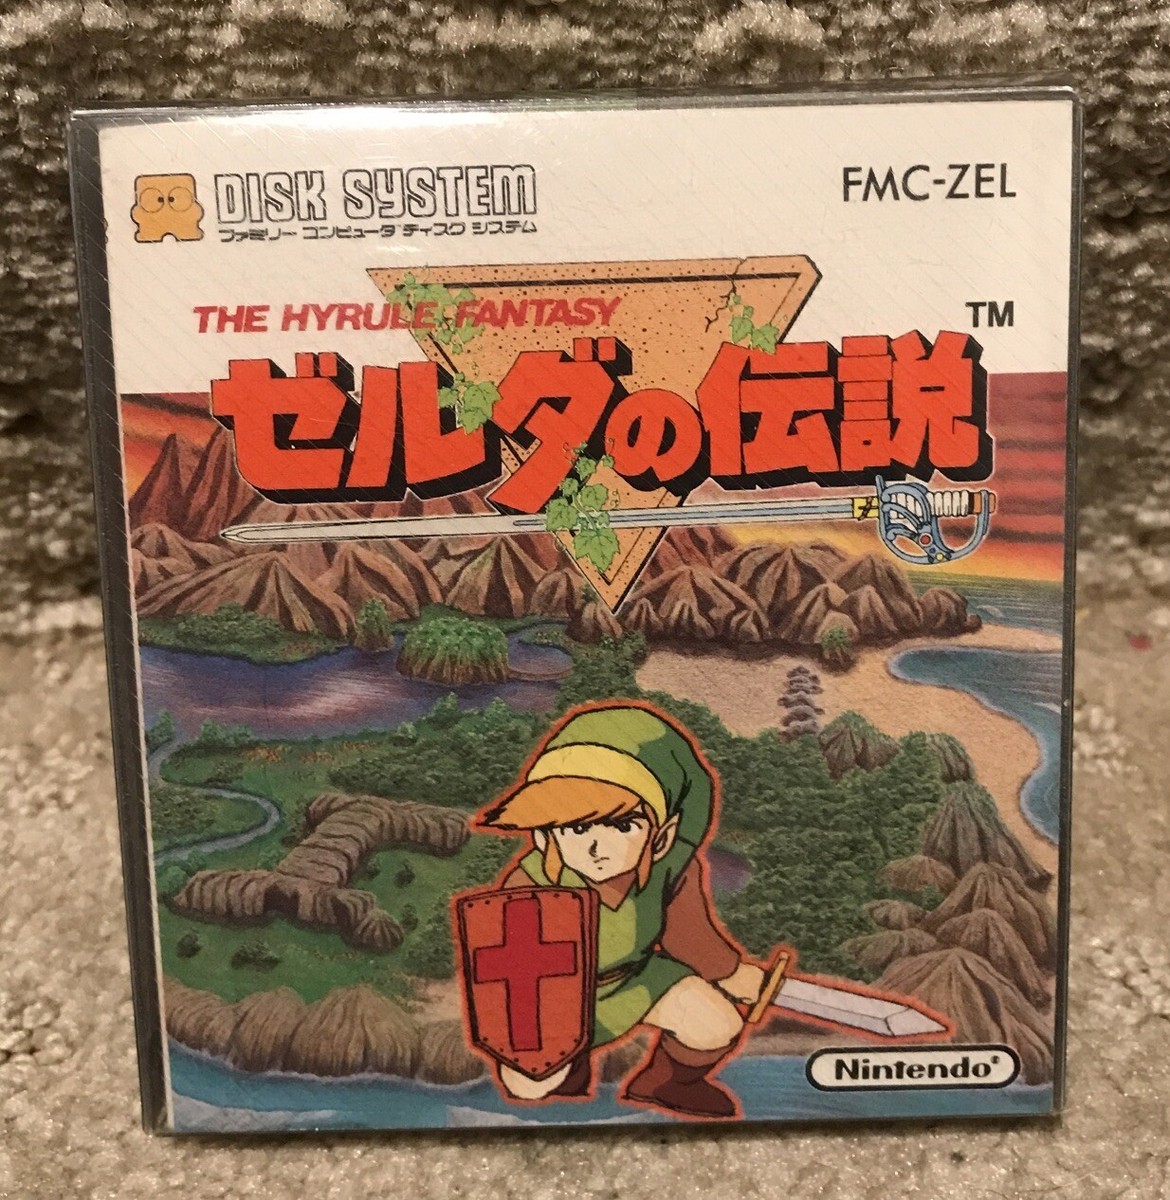 DISK SYSTEM
ファミリー コンピュータ ディスク システム
FMC-ZEL
THE HYRULE FANTASY
TM
ゼルダの伝説
Nintendo®